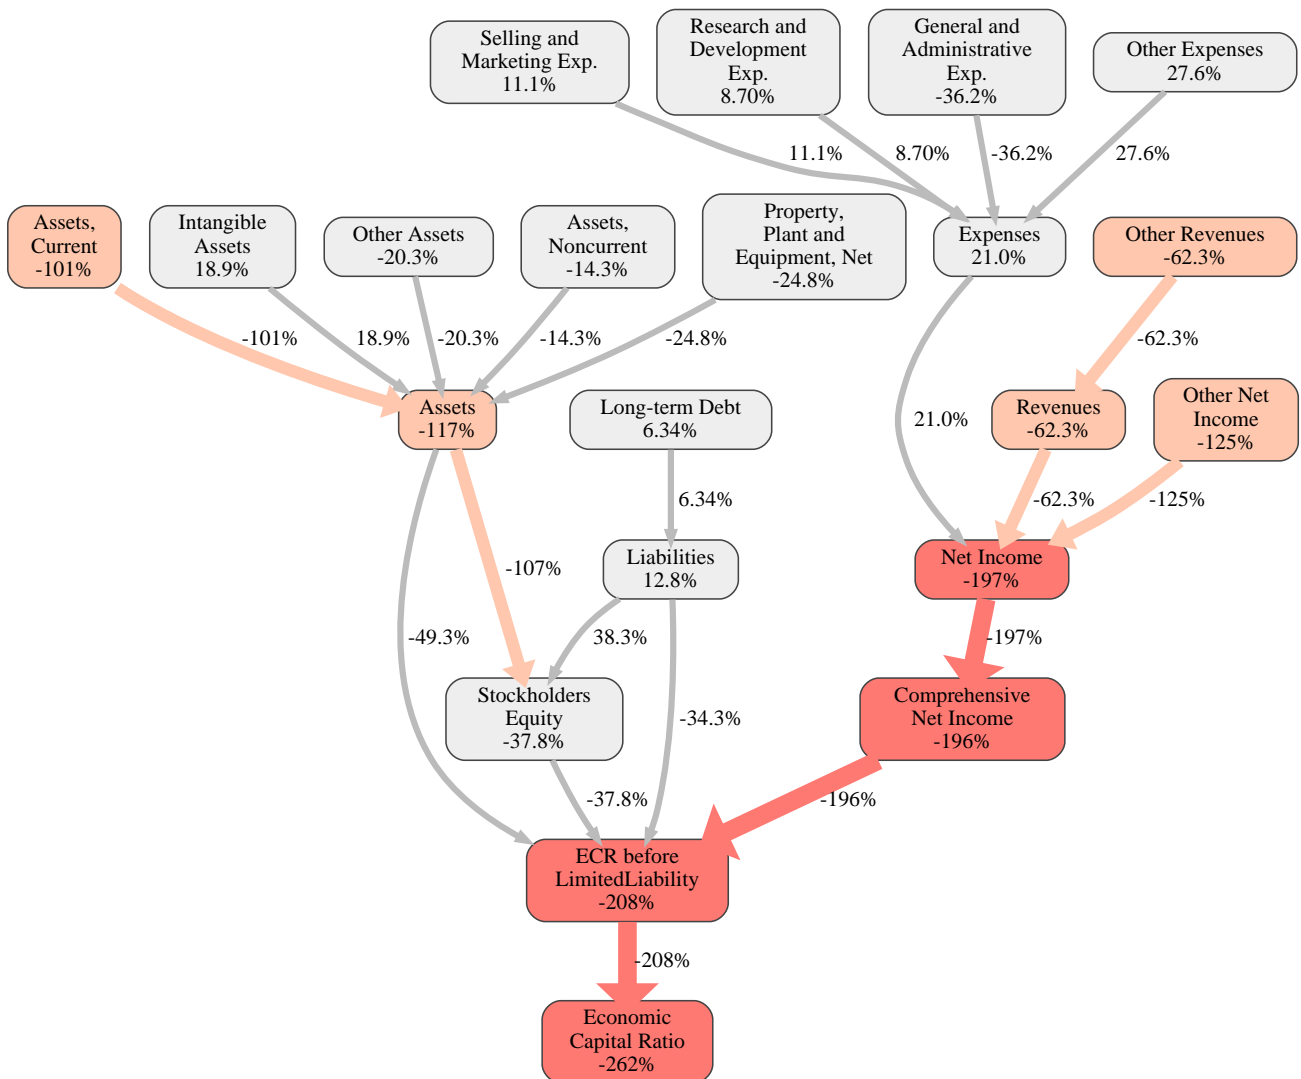 Selling and
Marketing Exp.
11.1%
Research and
Development
Exp.
8.70%
General and
Administrative
Exp.
-36.2%
Other Expenses
27.6%
11.1%
8.70%
-36.2%
27.6%
Assets,
Current
-101%
Intangible
Assets
18.9%
Other Assets
-20.3%
Assets,
Noncurrent
-14.3%
Property,
Plant and
Equipment, Net
-24.8%
Expenses
21.0%
Other Revenues
-62.3%
-101%
18.9%
-20.3%
-14.3%
-24.8%
-62.3%
Assets
-117%
Long-term Debt
6.34%
21.0%
Revenues
-62.3%
Other Net
Income
-125%
6.34%
-62.3%
-125%
-107%
Liabilities
12.8%
Net Income
-197%
-49.3%
38.3%
-34.3%
-197%
Stockholders
Equity
-37.8%
Comprehensive
Net Income
-196%
-37.8%
-196%
ECR before
LimitedLiability
-208%
-208%
Economic
Capital Ratio
-262%